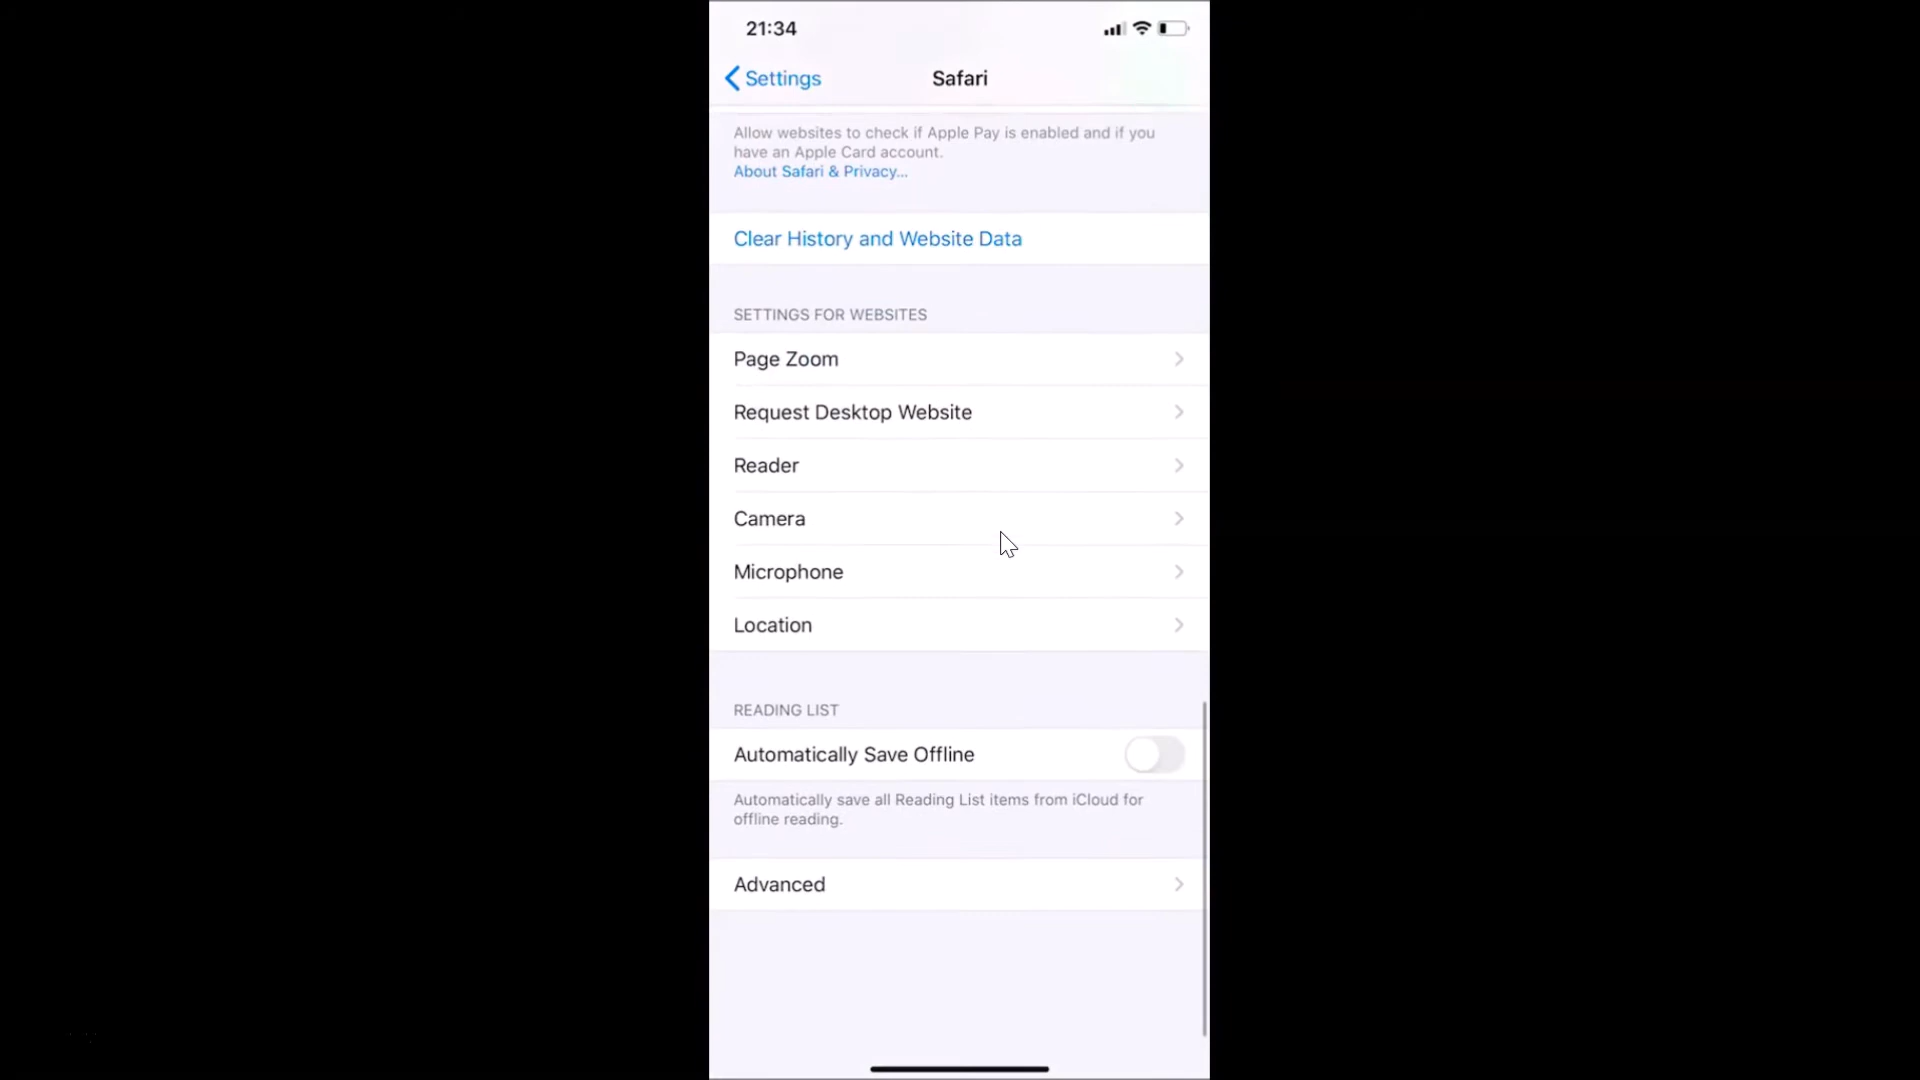 21:34
Settings
Safari
Allow websites to check if Apple Pay is enabled and if you
have an Apple Card account.
About Safari & Privacy...
Clear History and Website Data
SETTINGS FOR WEBSITES
Page Zoom
Request Desktop Website
Reader
Camera
Microphone
Location
READING LIST
Automatically Save Offline
Automatically save all Reading List items from iCloud for
offline reading.
Advanced